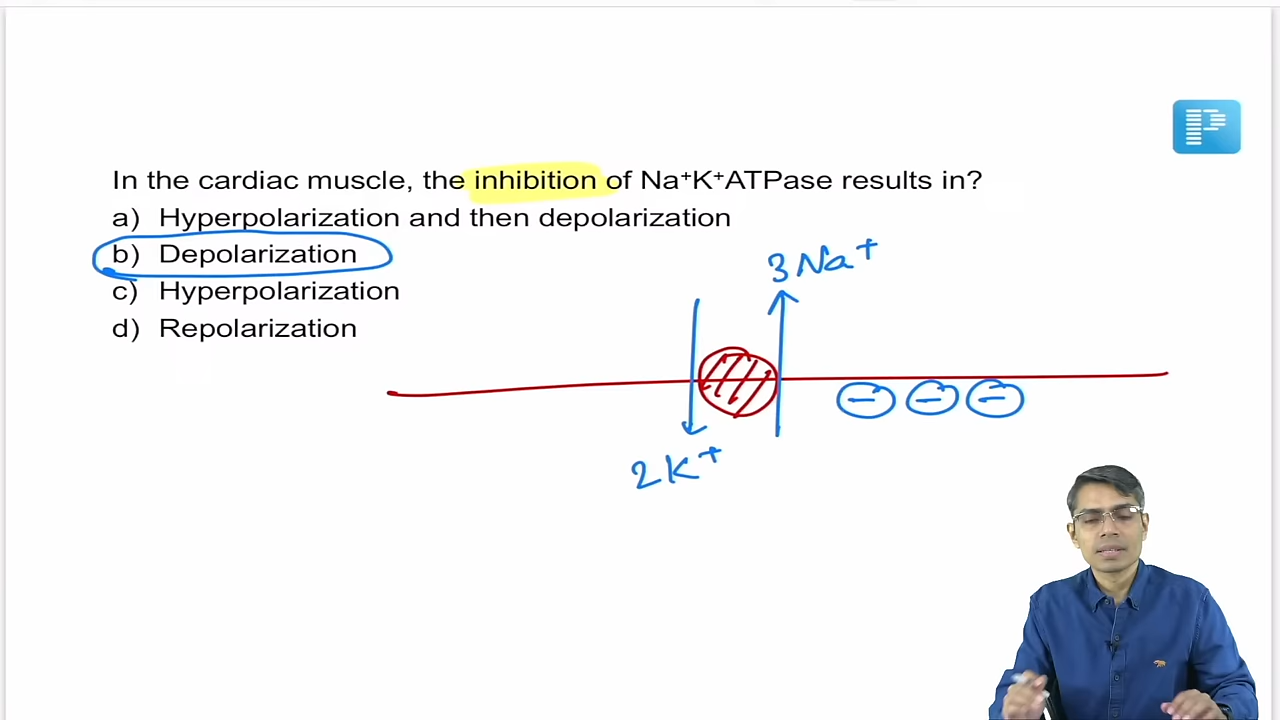 In the cardiac muscle, the inhibition of Na⁺K⁺ATPase results in?
a) Hyperpolarization and then depolarization
b) Depolarization
c) Hyperpolarization
d) Repolarization
3Na⁺
− − −
2K⁺
P